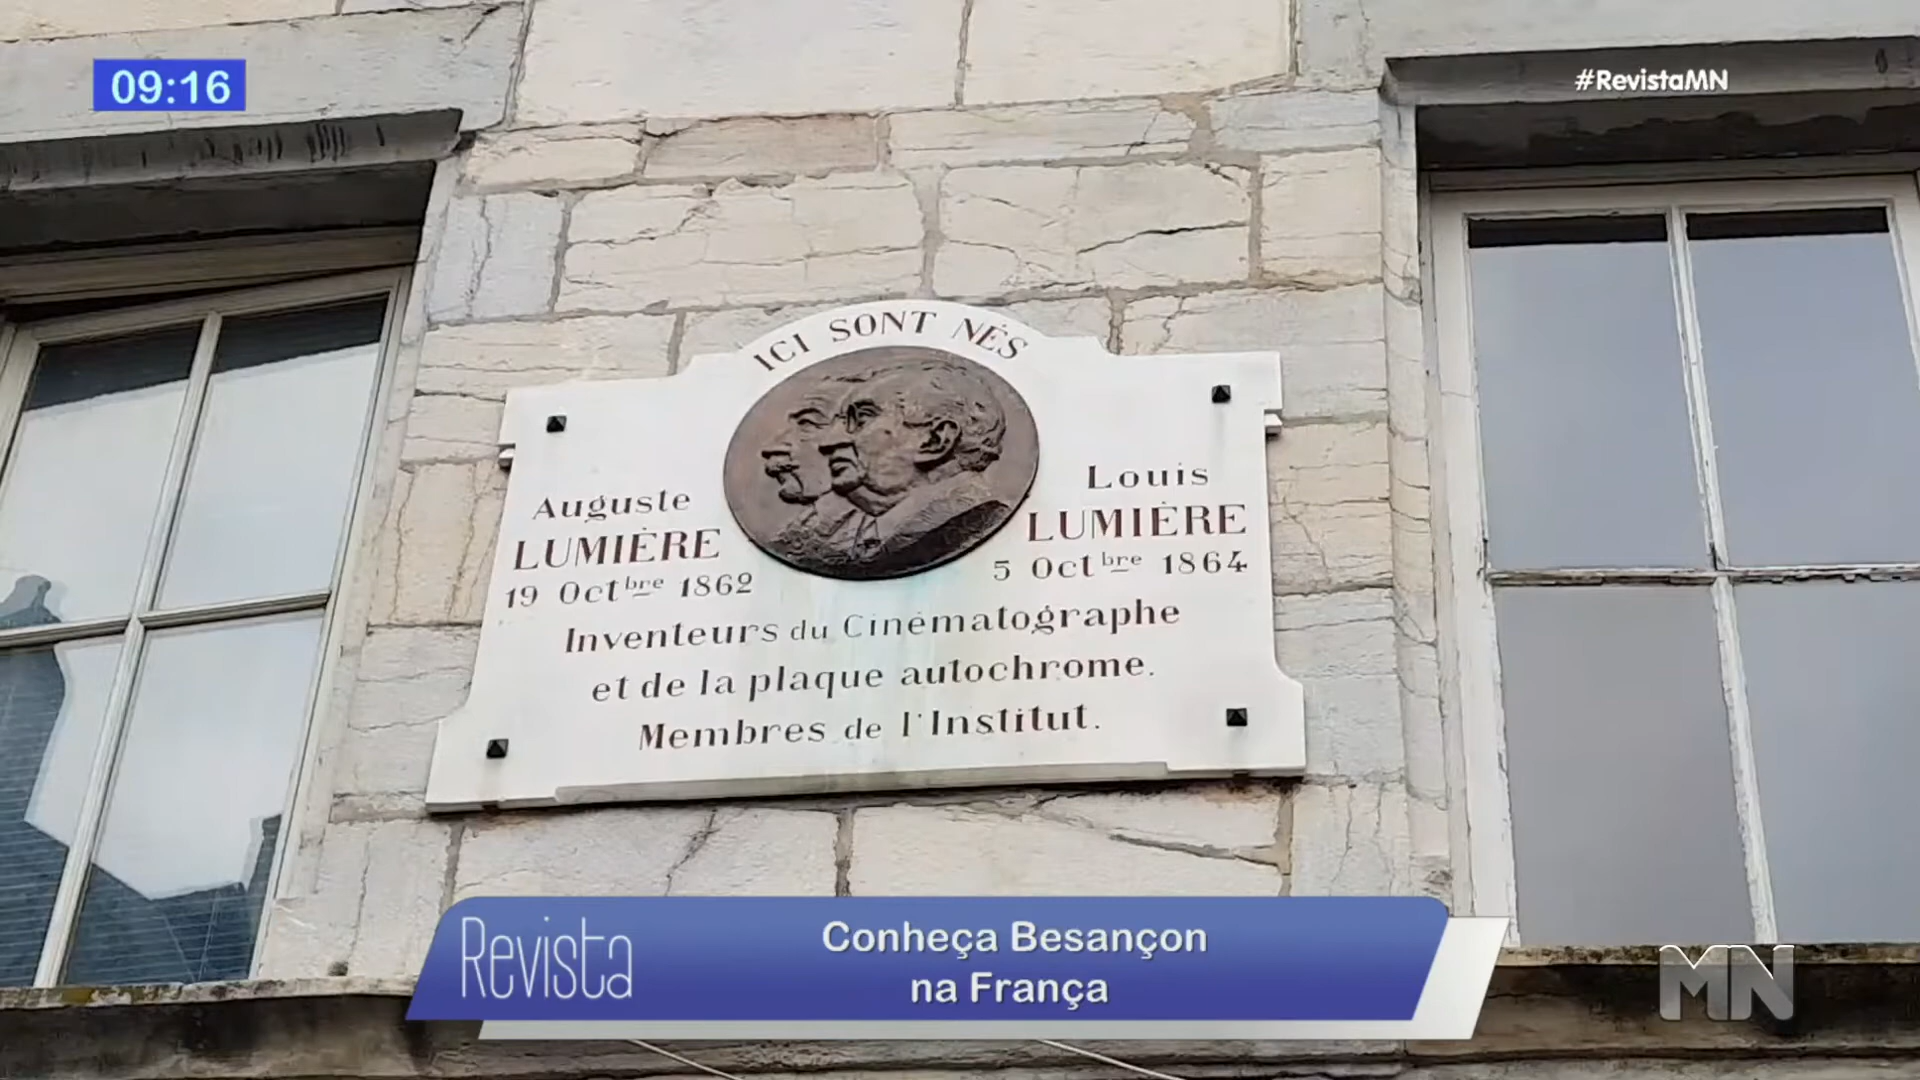 09:16
#RevistaMN
ICI SONT NÉS
Auguste
LUMIÈRE
19 Octbre 1862
Louis
LUMIÈRE
5 Octbre 1864
Inventeurs du Cinématographe
et de la plaque autochrome.
Membres de l'Institut.
Revista
Conheça Besançon
na França
MN